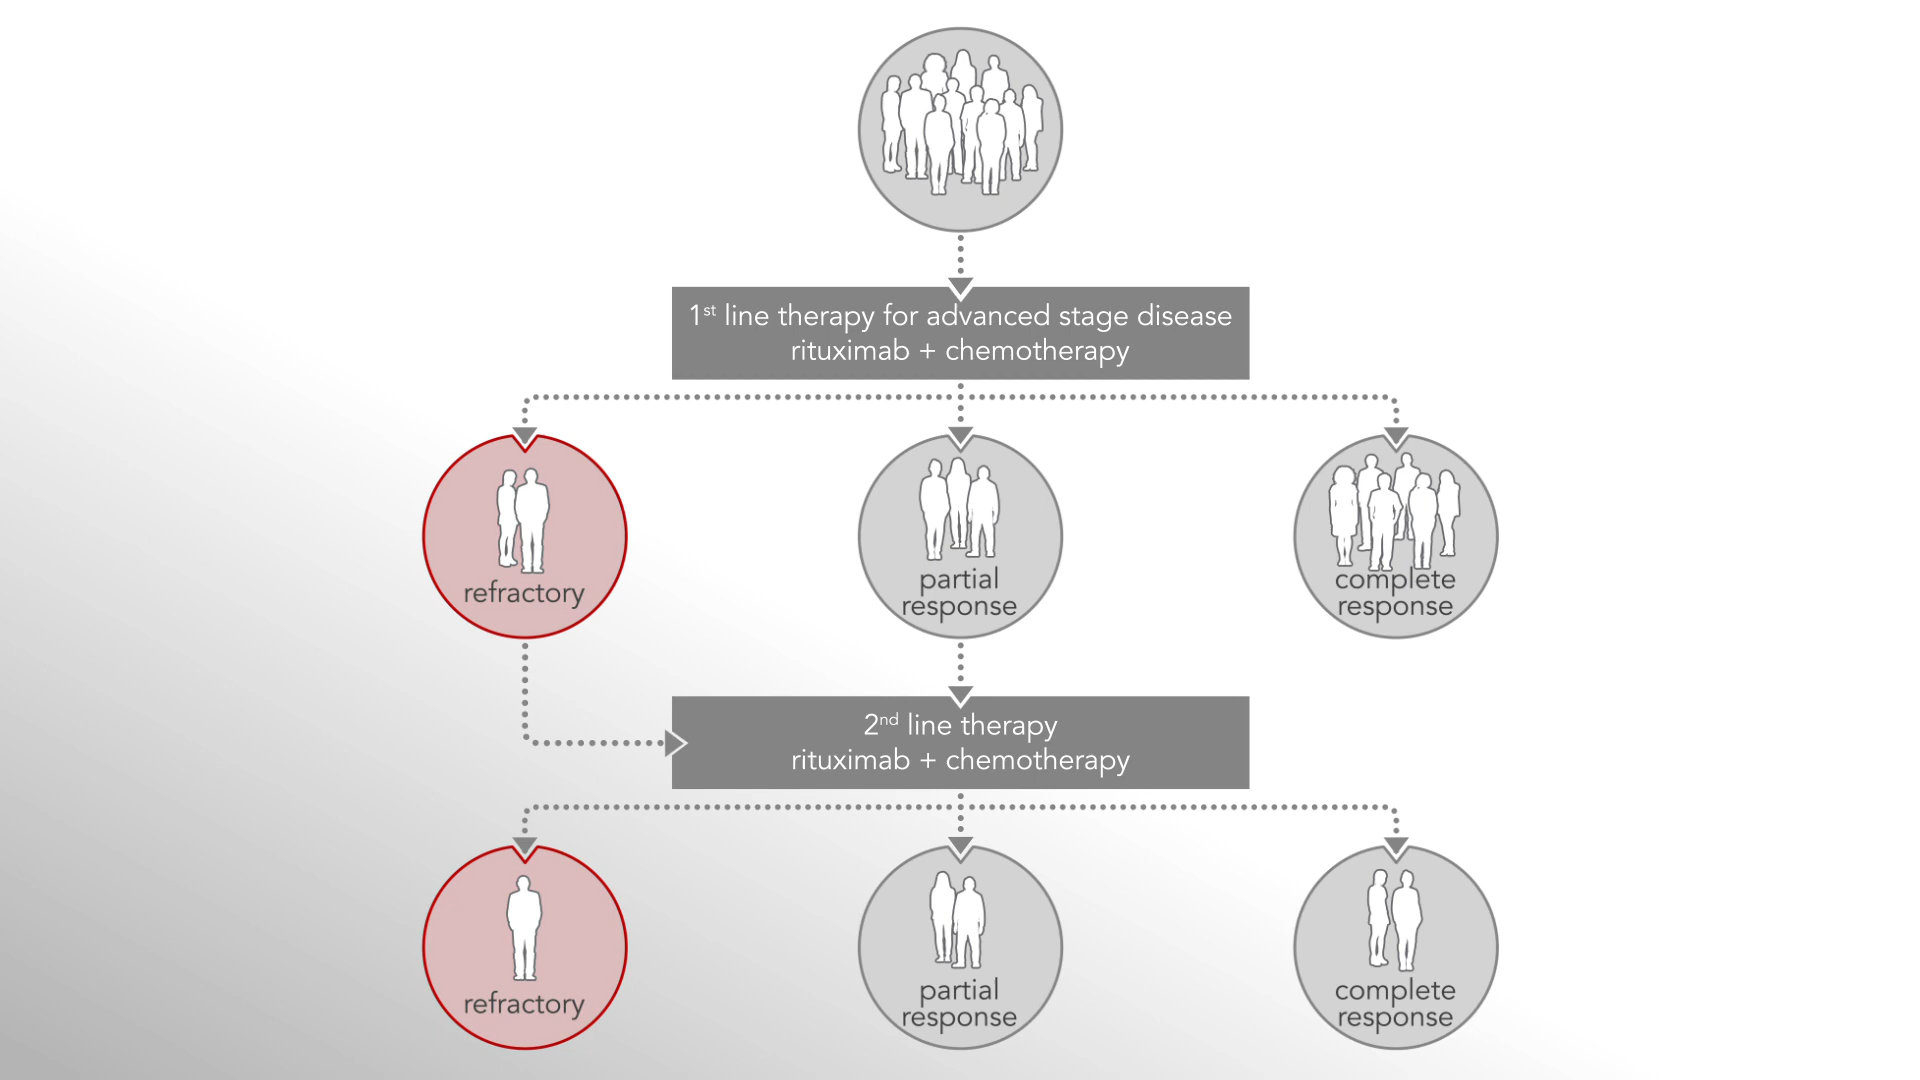 1st line therapy for advanced stage disease
rituximab + chemotherapy
refractory
partial
response
complete
response
2nd line therapy
rituximab + chemotherapy
refractory
partial
response
complete
response